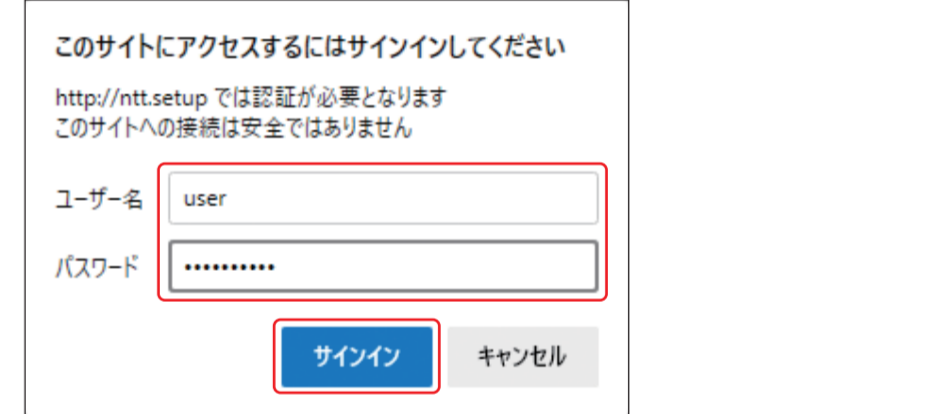 このサイトにアクセスするにはサインインしてください
http://ntt.setup では認証が必要となります
このサイトへの接続は安全ではありません
ユーザー名 user
パスワード ••••••••••
サインイン キャンセル